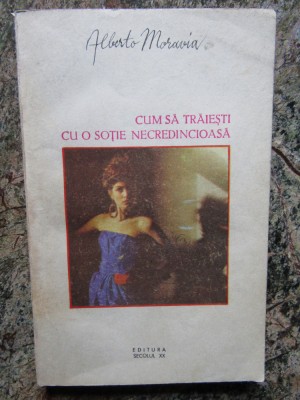 Alberto Moravia
CUM SĂ TRĂIEȘTI
CU O SOȚIE NECREDINCIOASĂ
EDITURA
SECOLUL XX